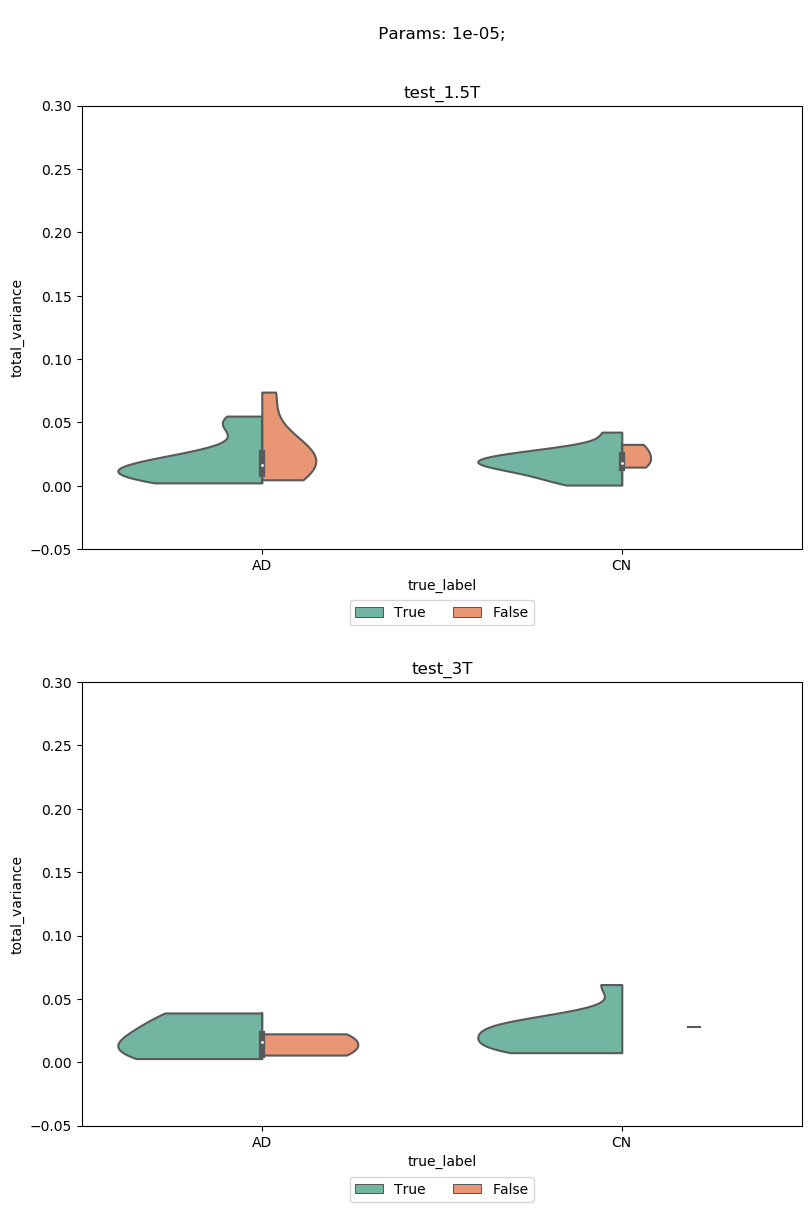 Params: 1e-05;
test_1.5T
0.30
0.25
0.20
0.15
0.10
0.05
0.00
−0.05
total_variance
AD CN
true_label
True False
test_3T
0.30
0.25
0.20
0.15
0.10
0.05
0.00
−0.05
total_variance
AD CN
true_label
True False